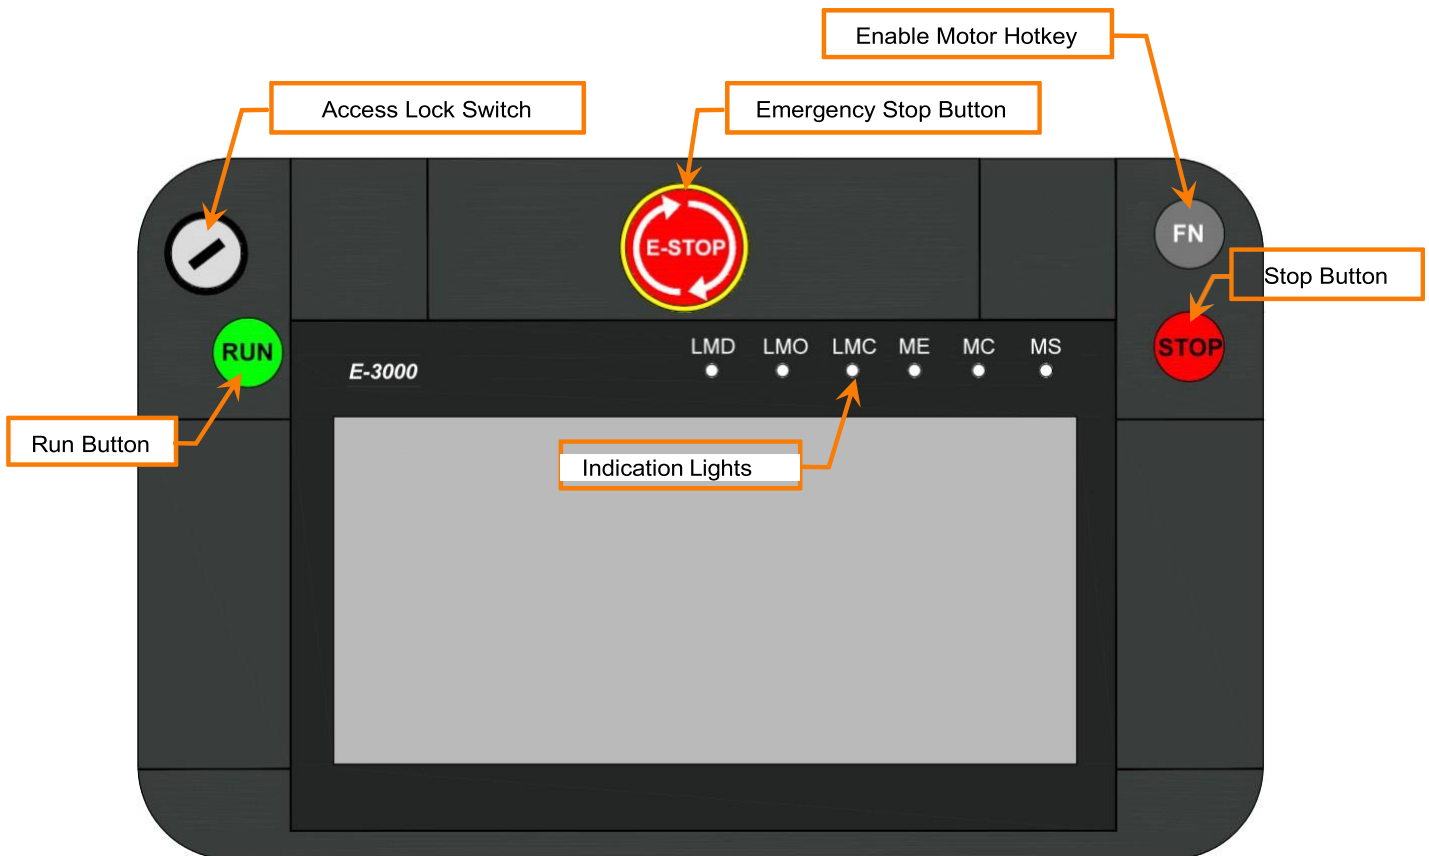 Enable Motor Hotkey
Access Lock Switch
Emergency Stop Button
FN
E-STOP
Stop Button
RUN
STOP
LMD LMO LMC ME MC MS
E-3000
Run Button
Indication Lights